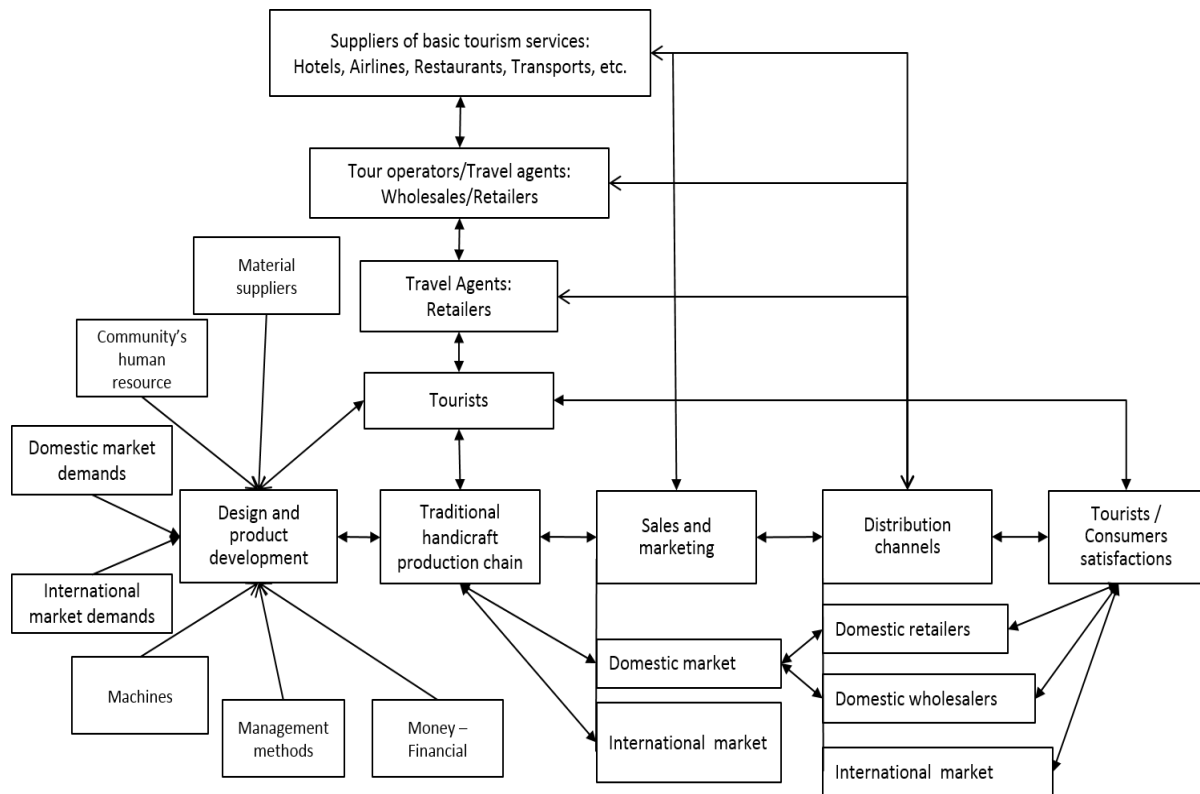 Suppliers of basic tourism services:
Hotels, Airlines, Restaurants, Transports, etc.
Tour operators/Travel agents:
Wholesales/Retailers
Material
suppliers
Travel Agents:
Retailers
Community’s
human
resource
Tourists
Domestic market
demands
Design and
product
development
Traditional
handicraft
production chain
Sales and
marketing
Distribution
channels
Tourists /
Consumers
satisfactions
International
market demands
Domestic retailers
Domestic market
Machines
Domestic wholesalers
Management
methods
Money –
Financial
International market
International market